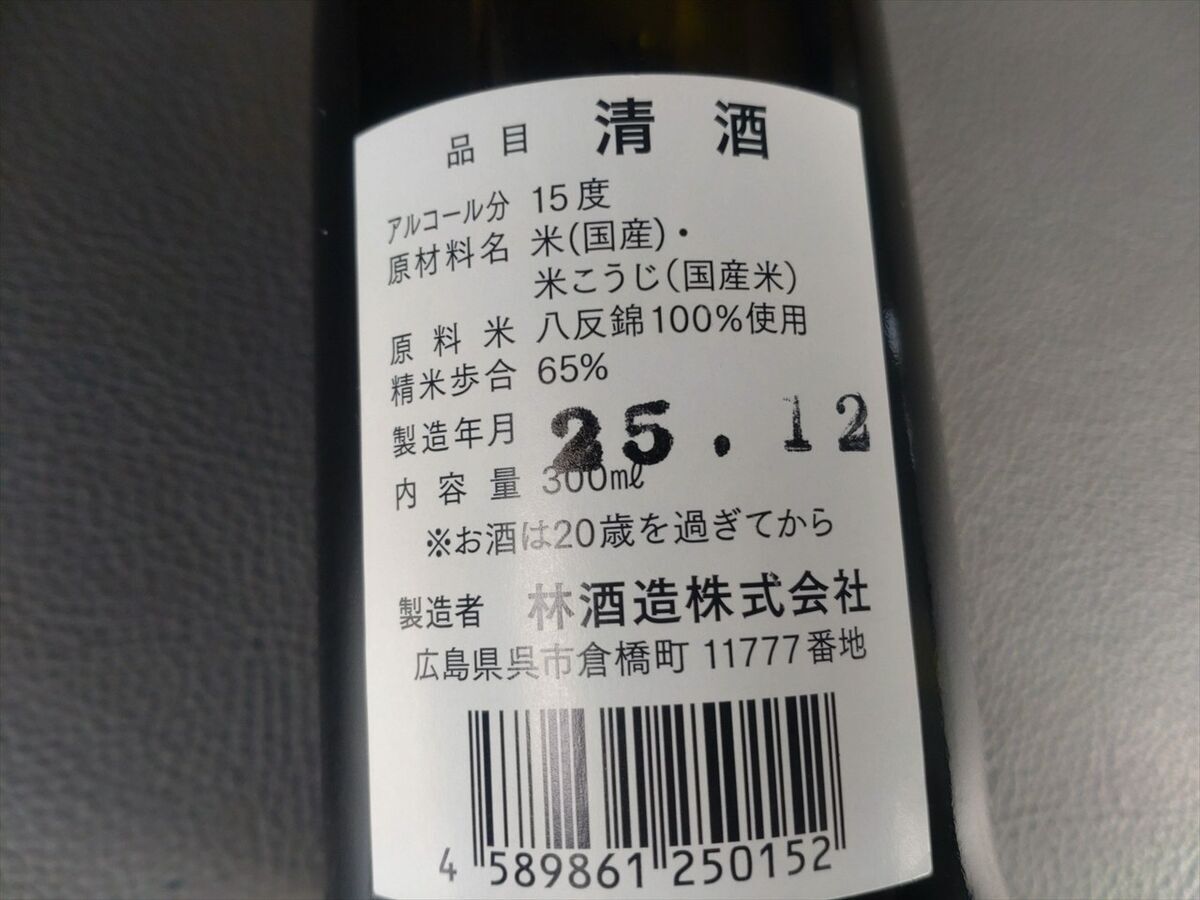 品目 清酒
アルコール分 15度
原材料名 米(国産)・
米こうじ(国産米)
原料米 八反錦100%使用
精米歩合 65%
製造年月 25.12
内容量 300㎖
※お酒は20歳を過ぎてから
製造者 林酒造株式会社
広島県呉市倉橋町 11777番地
4 589861 250152